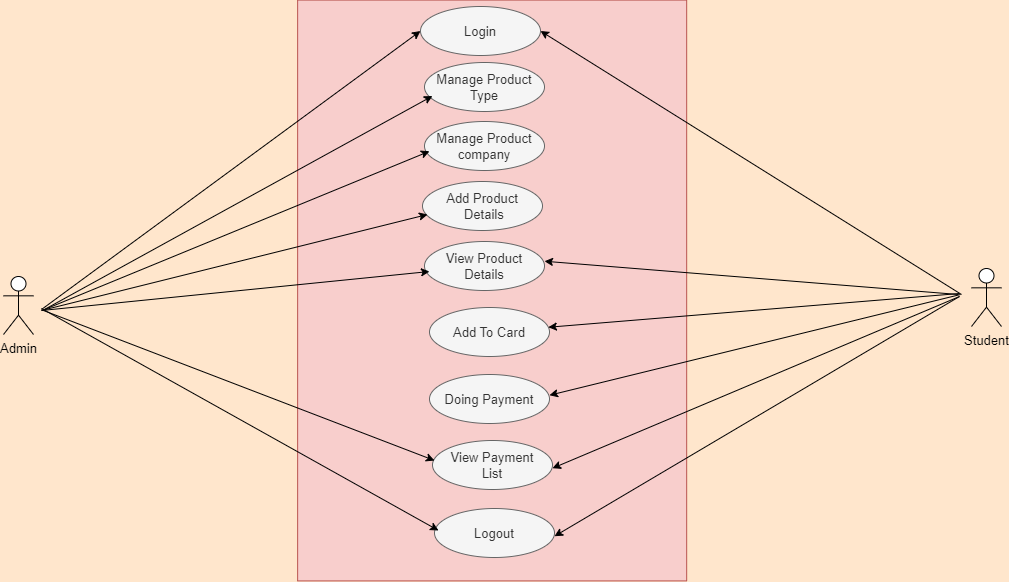 Login
Manage Product
Type
Manage Product
company
Add Product
Details
View Product
Details
Add To Card
Doing Payment
View Payment
List
Logout
Admin
Student